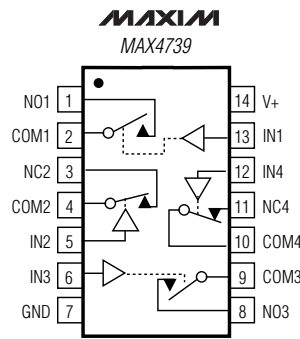 MAXIM
MAX4739
NO1 1
COM1 2
NC2 3
COM2 4
IN2 5
IN3 6
GND 7
14 V+
13 IN1
12 IN4
11 NC4
10 COM4
9 COM3
8 NO3